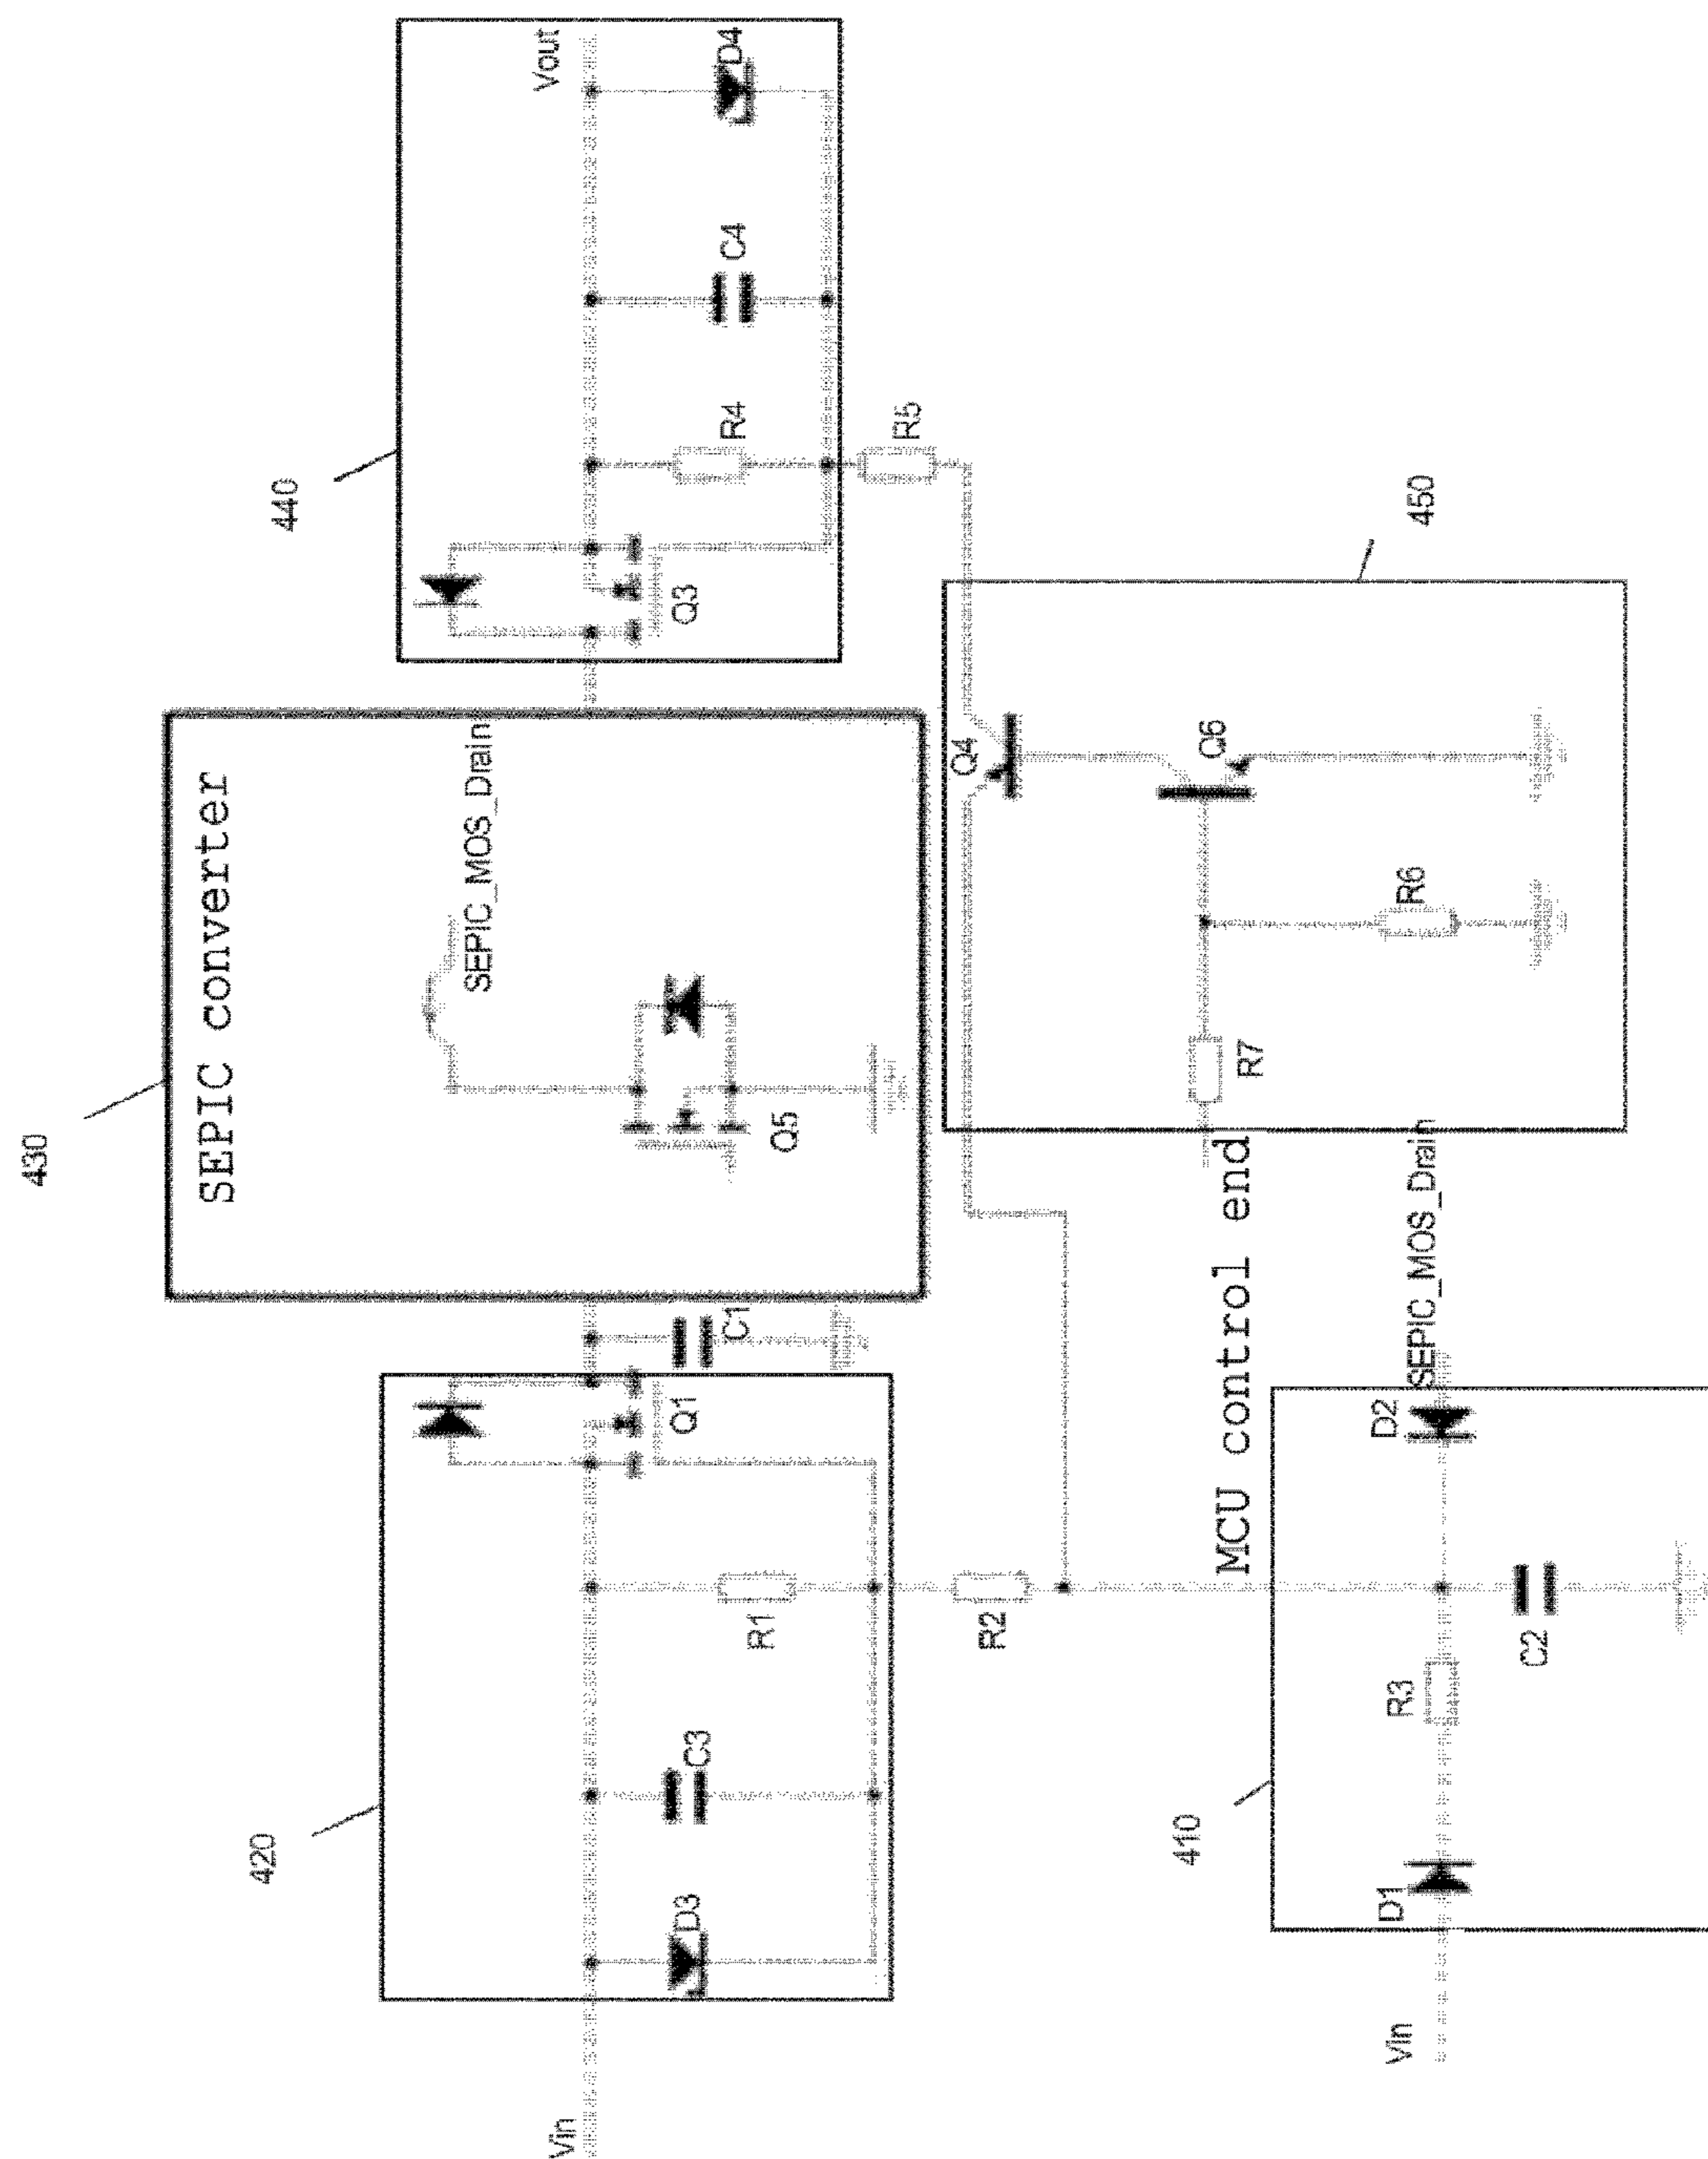 430
SEPIC converter
SEPIC_MOS_Drain
Q5
440
Vout
D4
C4
R4
R5
Q3
420
Vin
D3
C3
R1
R2
Q1
C1
450
Q4
Q6
R6
R7
MCU control end
SEPIC_MOS_Drain
410
Vin
D1
R3
C2
D2